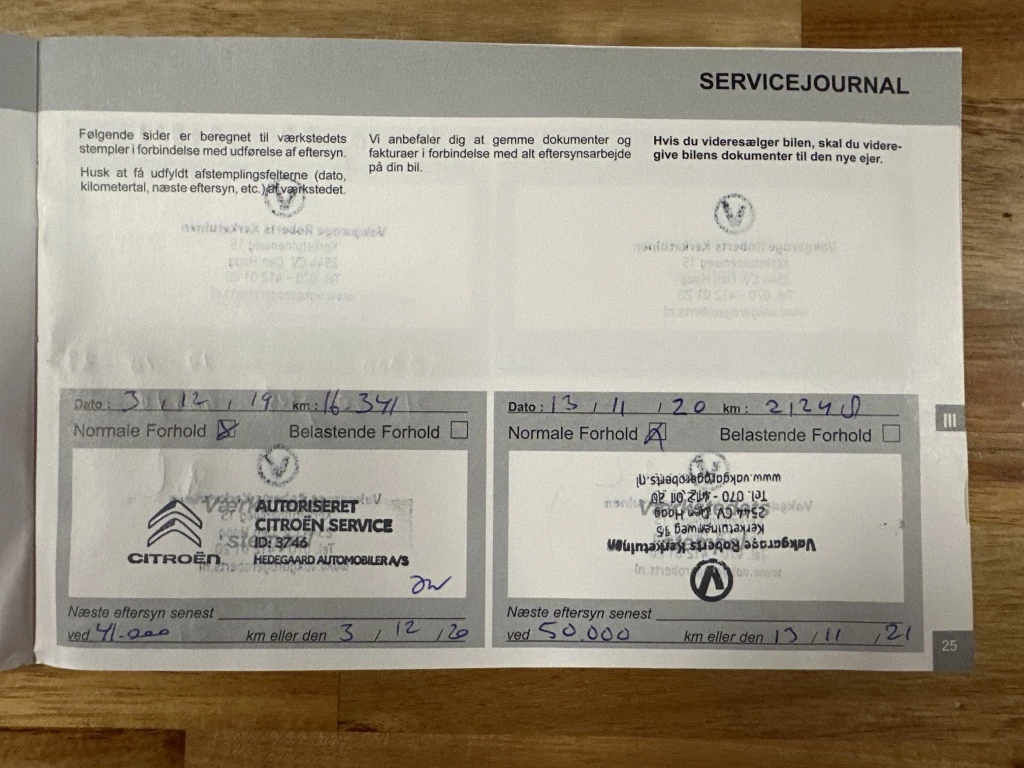 SERVICEJOURNAL
Følgende sider er beregnet til værkstedets
stempler i forbindelse med udførelse af eftersyn.
Husk at få udfyldt afstemplingsfelterne (dato,
kilometertal, næste eftersyn, etc.) af værkstedet.
Vi anbefaler dig at gemme dokumenter og
fakturaer i forbindelse med alt eftersynsarbejde
på din bil.
Hvis du videresælger bilen, skal du videre-
give bilens dokumenter til den nye ejer.
Dato : 3 / 12 / 19 km : 16.341
Normale Forhold Belastende Forhold
AUTORISERET
CITROËN SERVICE
ID: 3746
HEDEGAARD AUTOMOBILER A/S
CITROËN
Næste eftersyn senest
ved 41.000 km eller den 3 / 12 / 20
Dato : 13 / 11 / 20 km :
Normale Forhold Belastende Forhold
Vakgarage Roberts Kerketuinen
Kerketuinenweg 15
2544 CV Den Haag
Tel. 070 - 412 01 20
www.vakgarageroberts.nl
Næste eftersyn senest
ved 50.000 km eller den 13 / 11 / 21
III
25